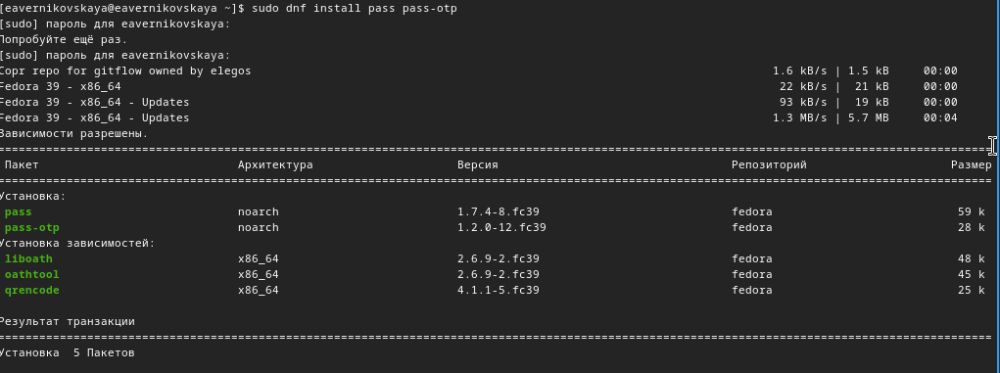 [eavernikovskaya@eavernikovskaya ~]$ sudo dnf install pass pass-otp
[sudo] пароль для eavernikovskaya:
Попробуйте ещё раз.
[sudo] пароль для eavernikovskaya:
Copr repo for gitflow owned by elegos 1.6 kB/s | 1.5 kB 00:00
Fedora 39 - x86_64 22 kB/s | 21 kB 00:00
Fedora 39 - x86_64 - Updates 93 kB/s | 19 kB 00:00
Fedora 39 - x86_64 - Updates 1.3 MB/s | 5.7 MB 00:04
Зависимости разрешены.
Пакет Архитектура Версия Репозиторий Размер
Установка:
pass noarch 1.7.4-8.fc39 fedora 59 k
pass-otp noarch 1.2.0-12.fc39 fedora 28 k
Установка зависимостей:
liboath x86_64 2.6.9-2.fc39 fedora 48 k
oathtool x86_64 2.6.9-2.fc39 fedora 45 k
qrencode x86_64 4.1.1-5.fc39 fedora 25 k
Результат транзакции
Установка 5 Пакетов